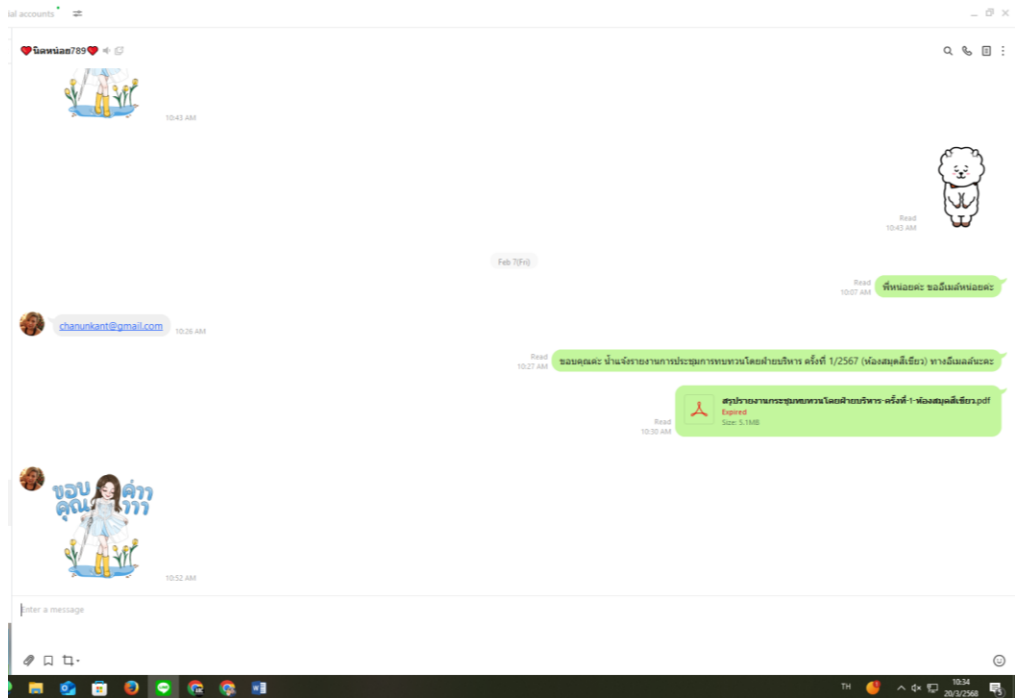 ial accounts
นิดหน่อย789
10:43 AM
Read
10:43 AM
Feb 7(Fri)
Read
10:07 AM
พี่หน่อยค่ะ ขออีเมล์หน่อยค่ะ
chanunkant@gmail.com
10:26 AM
Read
10:27 AM
ขอบคุณค่ะ น้ำแจ้งรายงานการประชุมการทบทวนโดยฝ่ายบริหาร ครั้งที่ 1/2567 (ห้องสมุดสีเขียว) ทางอีเมลล์นะคะ
สรุปรายงานกระชุมทบทวนโดยฝ่ายบริหาร-ครั้งที่-1-ห้องสมุดสีเขียว.pdf
Expired
Size: 5.1MB
Read
10:30 AM
ขอบ
คุณ
ค่าา
าาา
10:52 AM
Enter a message
TH
10:34
20/3/2568